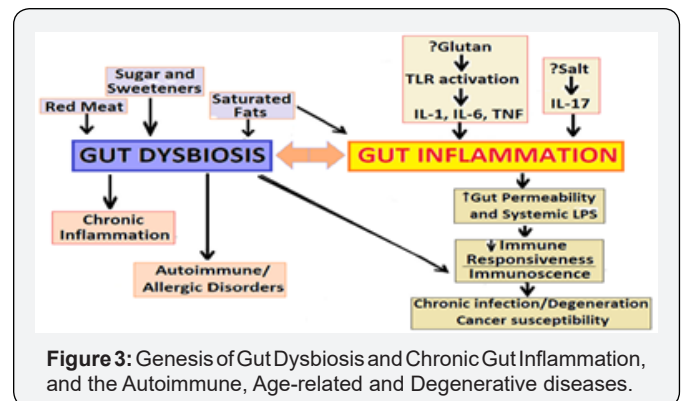 ?Glutan
TLR activation
IL-1, IL-6, TNF
?Salt
IL-17
Sugar and
Sweeteners
Red Meat
Saturated
Fats
GUT DYSBIOSIS
GUT INFLAMMATION
Chronic
Inflammation
Autoimmune/
Allergic Disorders
↑Gut Permeability
and Systemic LPS
↓Immune
Responsiveness
Immunoscence
Chronic infection/Degeneration
Cancer susceptibility
Figure 3: Genesis of Gut Dysbiosis and Chronic Gut Inflammation,
and the Autoimmune, Age-related and Degenerative diseases.